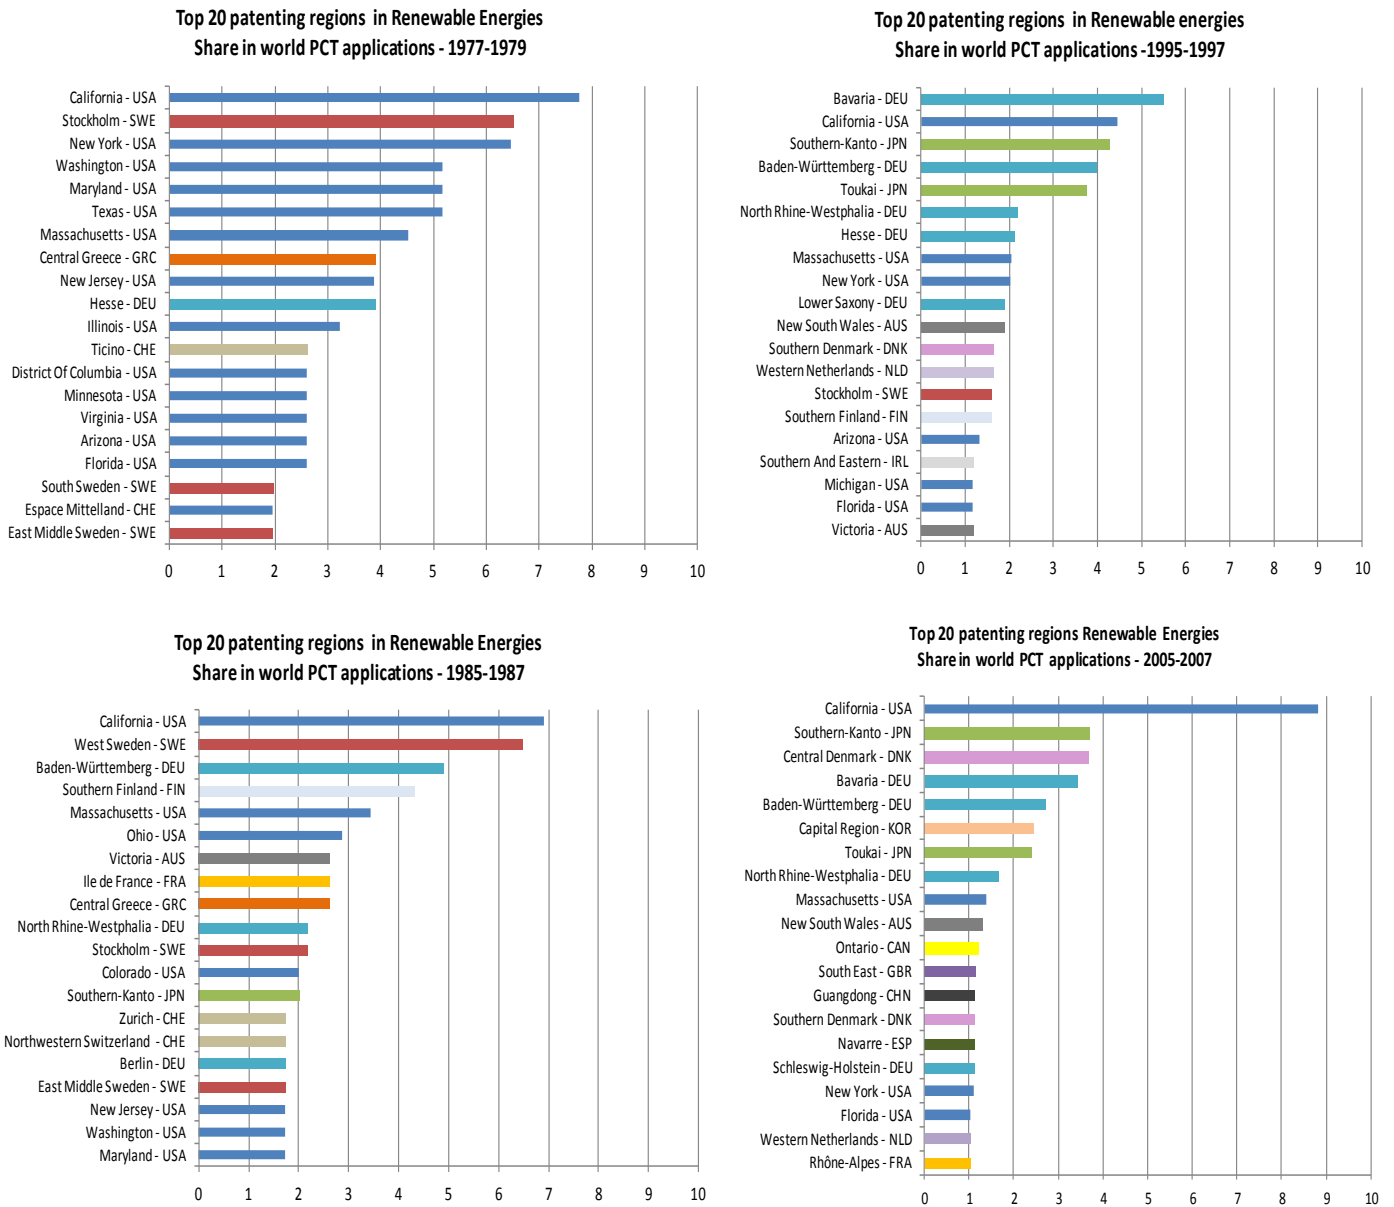 Top 20 patenting regions in Renewable Energies
Share in world PCT applications - 1977-1979
California - USA
Stockholm - SWE
New York - USA
Washington - USA
Maryland - USA
Texas - USA
Massachusetts - USA
Central Greece - GRC
New Jersey - USA
Hesse - DEU
Illinois - USA
Ticino - CHE
District Of Columbia - USA
Minnesota - USA
Virginia - USA
Arizona - USA
Florida - USA
South Sweden - SWE
Espace Mittelland - CHE
East Middle Sweden - SWE
0 1 2 3 4 5 6 7 8 9 10
Top 20 patenting regions in Renewable energies
Share in world PCT applications -1995-1997
Bavaria - DEU
California - USA
Southern-Kanto - JPN
Baden-Württemberg - DEU
Toukai - JPN
North Rhine-Westphalia - DEU
Hesse - DEU
Massachusetts - USA
New York - USA
Lower Saxony - DEU
New South Wales - AUS
Southern Denmark - DNK
Western Netherlands - NLD
Stockholm - SWE
Southern Finland - FIN
Arizona - USA
Southern And Eastern - IRL
Michigan - USA
Florida - USA
Victoria - AUS
0 1 2 3 4 5 6 7 8 9 10
Top 20 patenting regions in Renewable Energies
Share in world PCT applications - 1985-1987
California - USA
West Sweden - SWE
Baden-Württemberg - DEU
Southern Finland - FIN
Massachusetts - USA
Ohio - USA
Victoria - AUS
Ile de France - FRA
Central Greece - GRC
North Rhine-Westphalia - DEU
Stockholm - SWE
Colorado - USA
Southern-Kanto - JPN
Zurich - CHE
Northwestern Switzerland - CHE
Berlin - DEU
East Middle Sweden - SWE
New Jersey - USA
Washington - USA
Maryland - USA
0 1 2 3 4 5 6 7 8 9 10
Top 20 patenting regions Renewable Energies
Share in world PCT applications - 2005-2007
California - USA
Southern-Kanto - JPN
Central Denmark - DNK
Bavaria - DEU
Baden-Württemberg - DEU
Capital Region - KOR
Toukai - JPN
North Rhine-Westphalia - DEU
Massachusetts - USA
New South Wales - AUS
Ontario - CAN
South East - GBR
Guangdong - CHN
Southern Denmark - DNK
Navarre - ESP
Schleswig-Holstein - DEU
New York - USA
Florida - USA
Western Netherlands - NLD
Rhône-Alpes - FRA
0 1 2 3 4 5 6 7 8 9 10